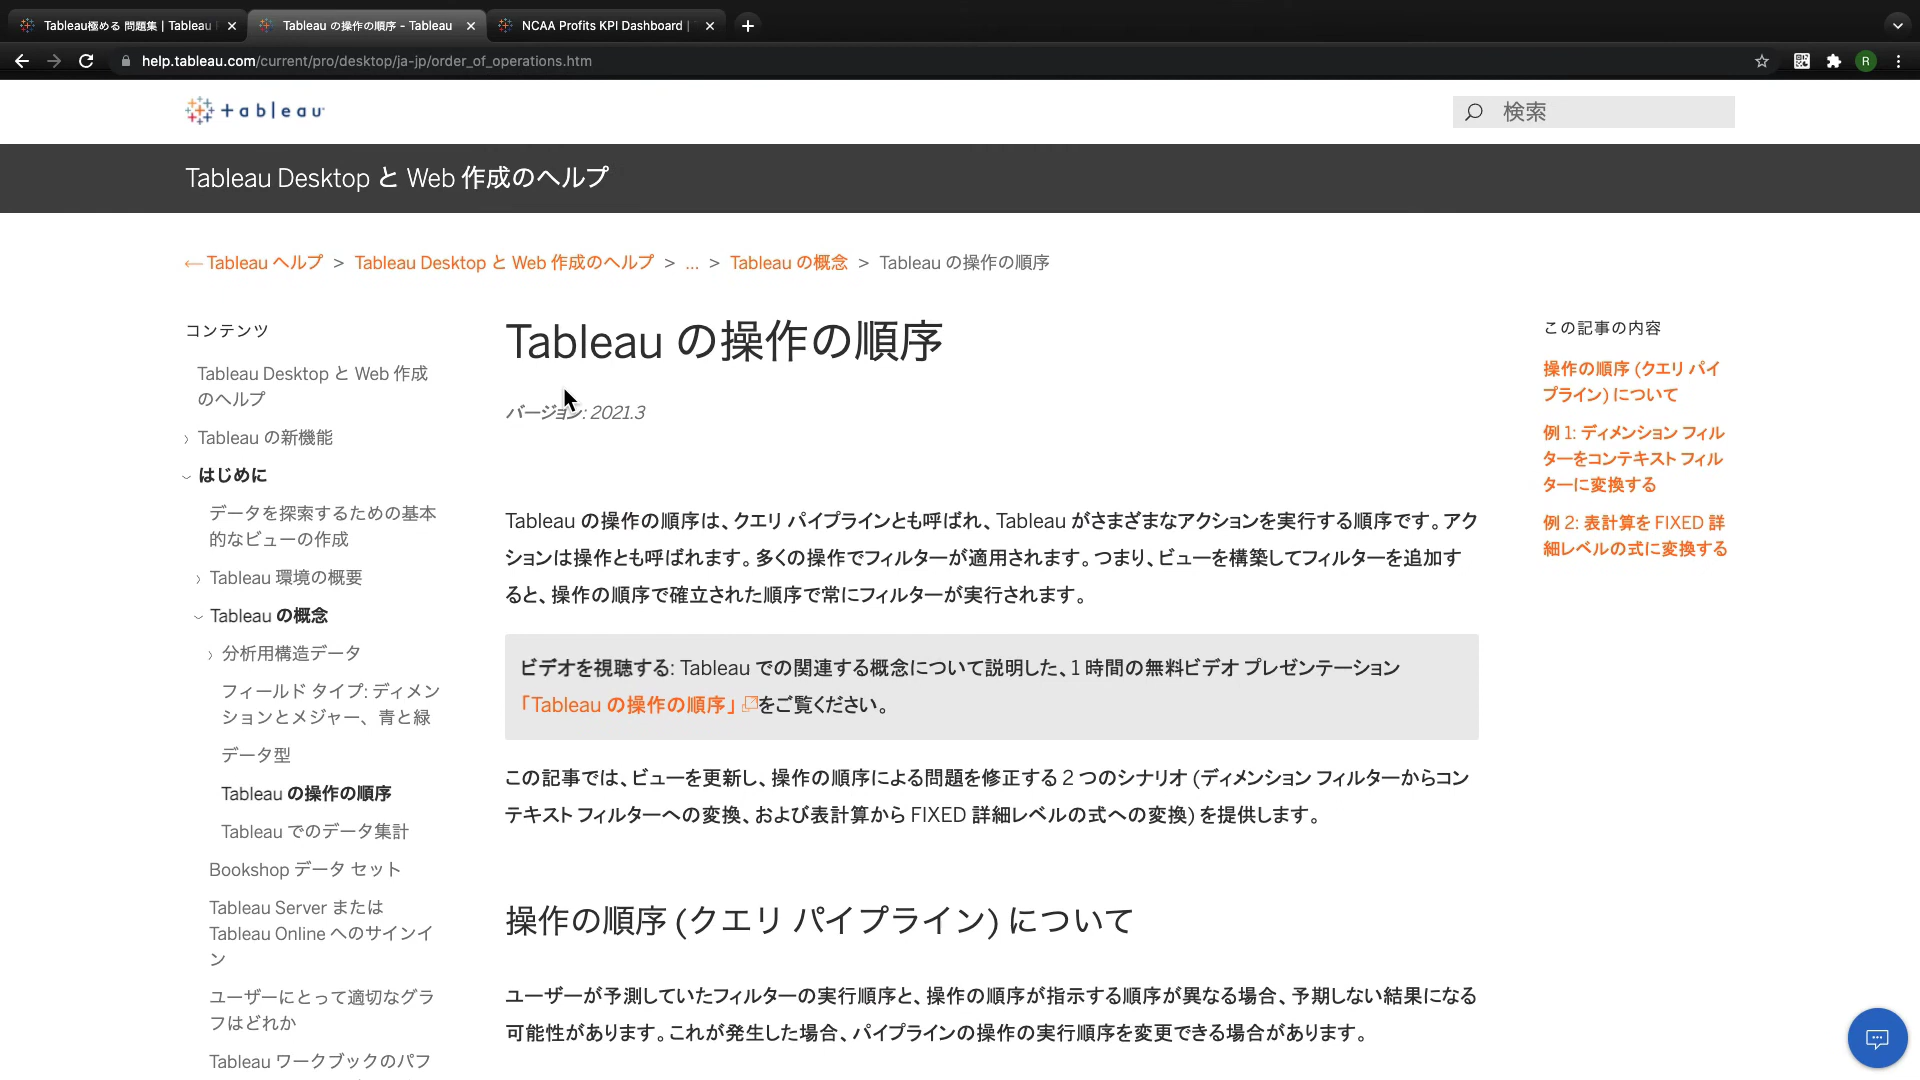 Tableau極める 問題集 | Tableau
Tableau の操作の順序 - Tableau
NCAA Profits KPI Dashboard |
help.tableau.com/current/pro/desktop/ja-jp/order_of_operations.htm
R
+ableau
検索
Tableau Desktop と Web 作成のヘルプ
←Tableau ヘルプ > Tableau Desktop と Web 作成のヘルプ > ... > Tableau の概念 > Tableau の操作の順序
コンテンツ
Tableau Desktop と Web 作成
のヘルプ
Tableau の新機能
はじめに
データを探索するための基本
的なビューの作成
Tableau 環境の概要
Tableau の概念
分析用構造データ
フィールド タイプ: ディメン
ションとメジャー、青と緑
データ型
Tableau の操作の順序
Tableau でのデータ集計
Bookshop データ セット
Tableau Server または
Tableau Online へのサインイ
ン
ユーザーにとって適切なグラ
フはどれか
Tableau ワークブックのパフ
Tableau の操作の順序
バージョン: 2021.3
Tableau の操作の順序は、クエリ パイプラインとも呼ばれ、Tableau がさまざまなアクションを実行する順序です。アク
ションは操作とも呼ばれます。多くの操作でフィルターが適用されます。つまり、ビューを構築してフィルターを追加す
ると、操作の順序で確立された順序で常にフィルターが実行されます。
ビデオを視聴する: Tableau での関連する概念について説明した、1 時間の無料ビデオ プレゼンテーション
「Tableau の操作の順序」をご覧ください。
この記事では、ビューを更新し、操作の順序による問題を修正する 2 つのシナリオ (ディメンション フィルターからコン
テキスト フィルターへの変換、および表計算から FIXED 詳細レベルの式への変換) を提供します。
操作の順序 (クエリ パイプライン) について
ユーザーが予測していたフィルターの実行順序と、操作の順序が指示する順序が異なる場合、予期しない結果になる
可能性があります。これが発生した場合、パイプラインの操作の実行順序を変更できる場合があります。
この記事の内容
操作の順序 (クエリ パイ
プライン) について
例 1: ディメンション フィル
ターをコンテキスト フィル
ターに変換する
例 2: 表計算を FIXED 詳
細レベルの式に変換する